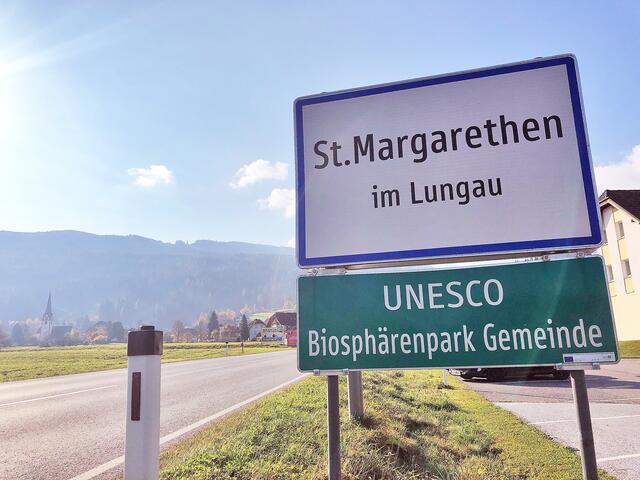 St.Margarethen
im Lungau
UNESCO
Biosphärenpark Gemeinde